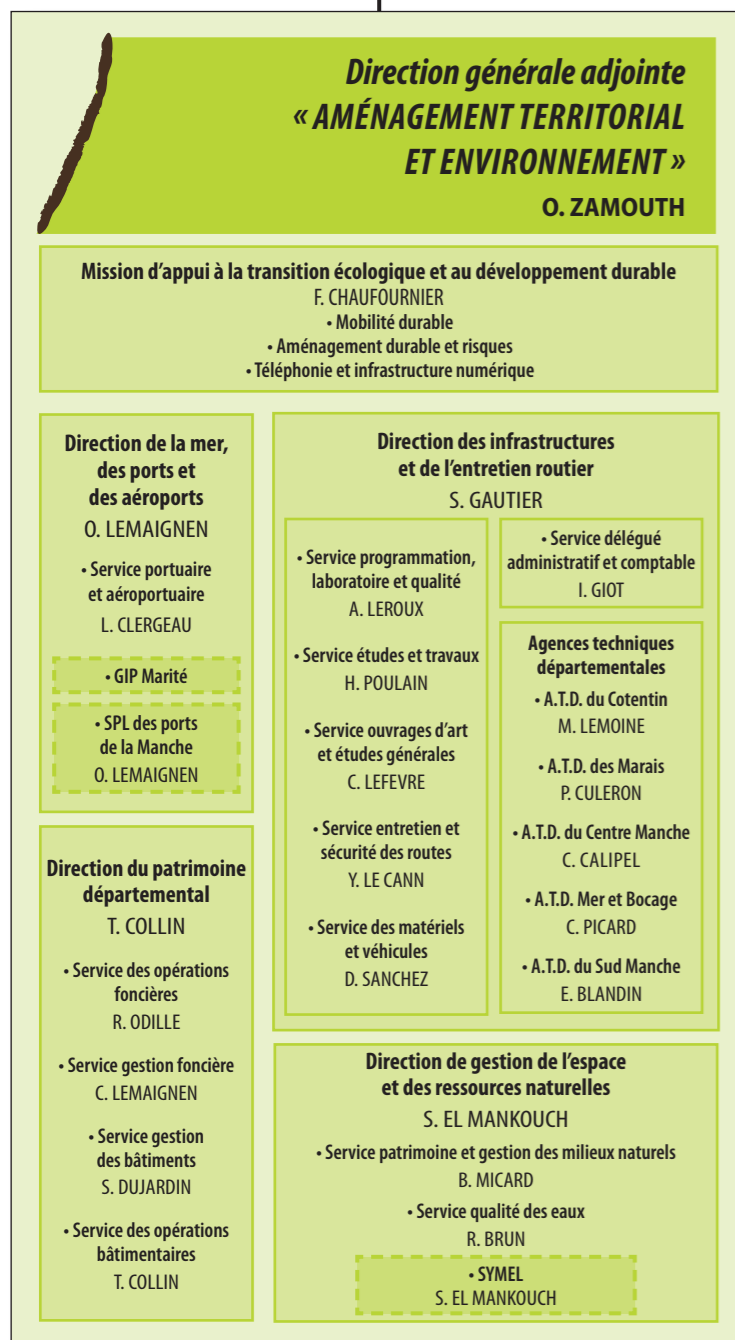 Direction générale adjointe
« AMÉNAGEMENT TERRITORIAL
ET ENVIRONNEMENT »
O. ZAMOUTH
Mission d'appui à la transition écologique et au développement durable
F. CHAUFOURNIER
• Mobilité durable
• Aménagement durable et risques
• Téléphonie et infrastructure numérique
Direction de la mer,
des ports et
des aéroports
O. LEMAIGNEN
• Service portuaire
et aéroportuaire
L. CLERGEAU
• GIP Marité
• SPL des ports
de la Manche
O. LEMAIGNEN
Direction du patrimoine
départemental
T. COLLIN
• Service des opérations
foncières
R. ODILLE
• Service gestion foncière
C. LEMAIGNEN
• Service gestion
des bâtiments
S. DUJARDIN
• Service des opérations
bâtimentaires
T. COLLIN
Direction des infrastructures
et de l'entretien routier
S. GAUTIER
• Service programmation,
laboratoire et qualité
A. LEROUX
• Service études et travaux
H. POULAIN
• Service ouvrages d'art
et études générales
C. LEFEVRE
• Service entretien et
sécurité des routes
Y. LE CANN
• Service des matériels
et véhicules
D. SANCHEZ
• Service délégué
administratif et comptable
I. GIOT
Agences techniques
départementales
• A.T.D. du Cotentin
M. LEMOINE
• A.T.D. des Marais
P. CULERON
• A.T.D. du Centre Manche
C. CALIPEL
• A.T.D. Mer et Bocage
C. PICARD
• A.T.D. du Sud Manche
E. BLANDIN
Direction de gestion de l'espace
et des ressources naturelles
S. EL MANKOUCH
• Service patrimoine et gestion des milieux naturels
B. MICARD
• Service qualité des eaux
R. BRUN
• SYMEL
S. EL MANKOUCH